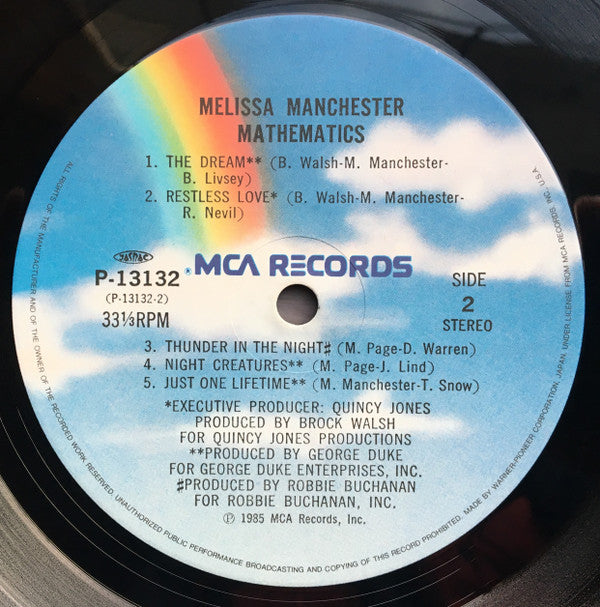 MELISSA MANCHESTER
MATHEMATICS
1. THE DREAM** (B. Walsh-M. Manchester-
B. Livsey)
2. RESTLESS LOVE* (B. Walsh-M. Manchester-
R. Nevil)
JASRAC
P-13132
(P-13132-2)
33⅓RPM
®MCA RECORDS
SIDE
2
STEREO
3. THUNDER IN THE NIGHT♯ (M. Page-D. Warren)
4. NIGHT CREATURES** (M. Page-J. Lind)
5. JUST ONE LIFETIME** (M. Manchester-T. Snow)
*EXECUTIVE PRODUCER: QUINCY JONES
PRODUCED BY BROCK WALSH
FOR QUINCY JONES PRODUCTIONS
**PRODUCED BY GEORGE DUKE
FOR GEORGE DUKE ENTERPRISES, INC.
♯PRODUCED BY ROBBIE BUCHANAN
FOR ROBBIE BUCHANAN, INC.
Ⓟ 1985 MCA Records, Inc.
ALL RIGHTS OF THE MANUFACTURER AND OF THE OWNER OF THE RECORDED WORK RESERVED. UNAUTHORIZED PUBLIC PERFORMANCE BROADCASTING AND COPYING OF THIS RECORD PROHIBITED. MADE BY WARNER-PIONEER CORPORATION, JAPAN. UNDER LICENSE FROM MCA RECORDS INC., U.S.A.